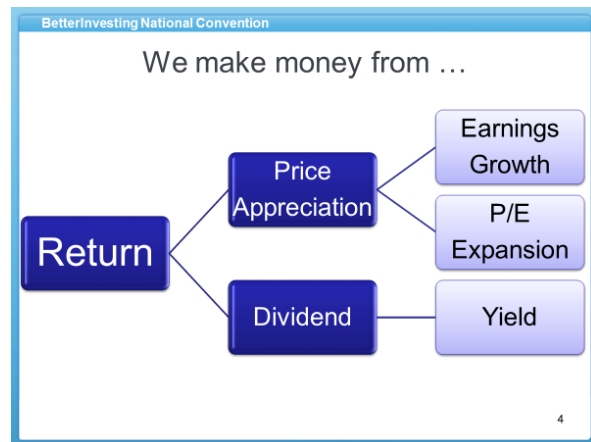 BetterInvesting National Convention
We make money from …
Return
Price
Appreciation
Dividend
Earnings
Growth
P/E
Expansion
Yield
4